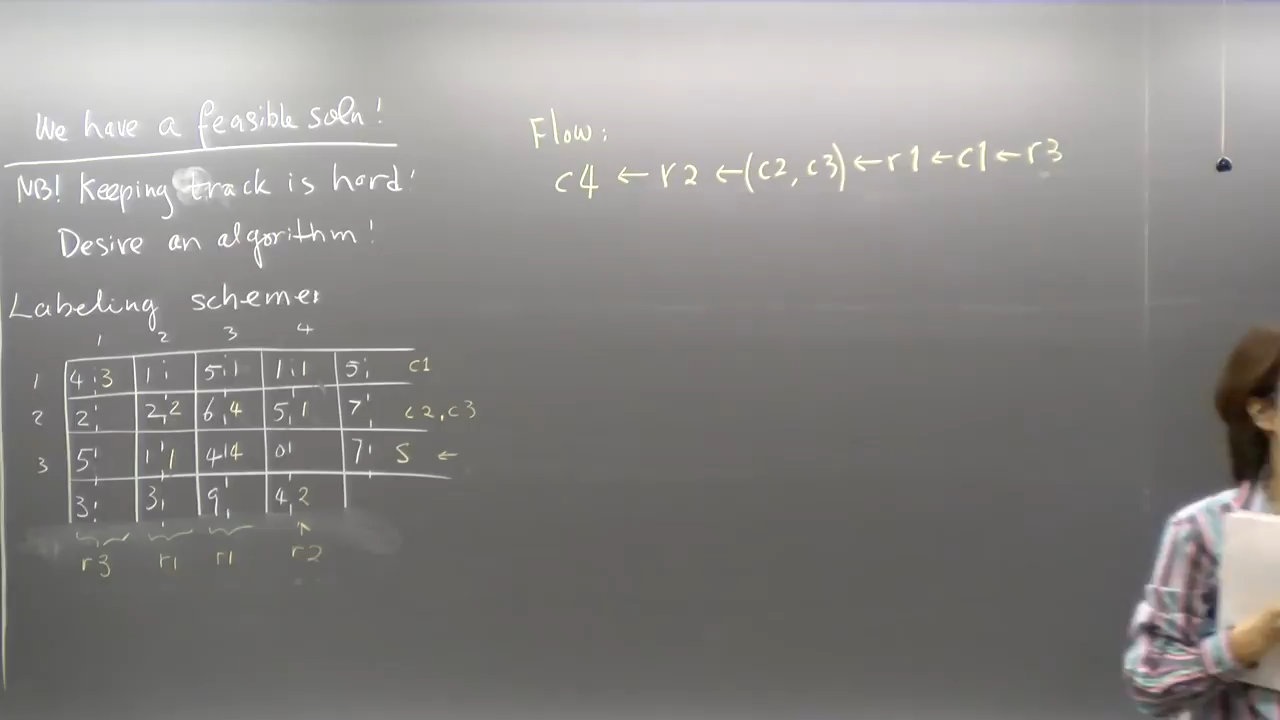 We have a feasible soln!
NB! Keeping track is hard!
Desire an algorithm!
Labeling scheme:
1 2 3 4
1 4 3 1 5 1 1 1 5 c1
2 2 2 2 6 4 5 1 7 c2, c3
3 5 1 1 4 4 0 7 S ←
3 3 9 4 2
r3 r1 r1 r2
Flow:
c4 ← r2 ← (c2, c3) ← r1 ← c1 ← r3